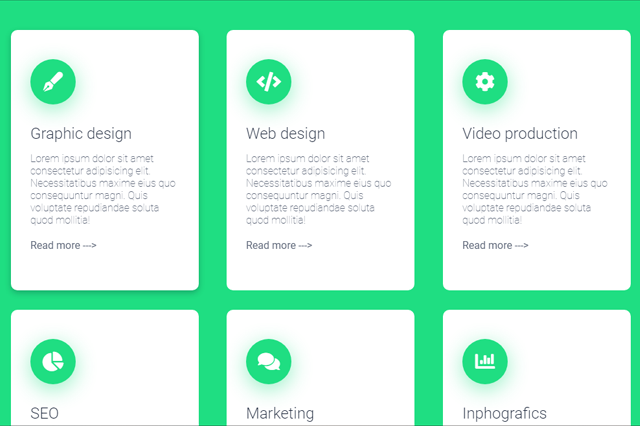 Graphic design
Lorem ipsum dolor sit amet
consectetur adipisicing elit.
Necessitatibus maxime eius quo
consequuntur magni. Quis
voluptate repudiandae soluta
quod mollitia!
Read more --->
Web design
Lorem ipsum dolor sit amet
consectetur adipisicing elit.
Necessitatibus maxime eius quo
consequuntur magni. Quis
voluptate repudiandae soluta
quod mollitia!
Read more --->
Video production
Lorem ipsum dolor sit amet
consectetur adipisicing elit.
Necessitatibus maxime eius quo
consequuntur magni. Quis
voluptate repudiandae soluta
quod mollitia!
Read more --->
SEO
Marketing
Inphografics